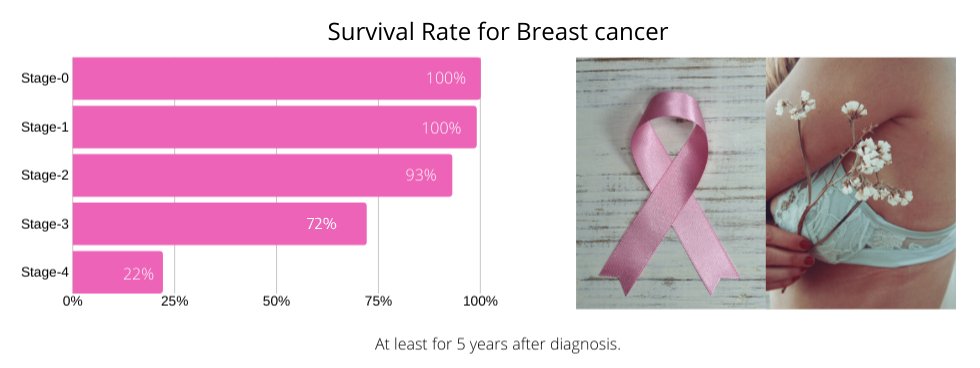 Survival Rate for Breast cancer
Stage-0 100%
Stage-1 100%
Stage-2 93%
Stage-3 72%
Stage-4 22%
0% 25% 50% 75% 100%
At least for 5 years after diagnosis.